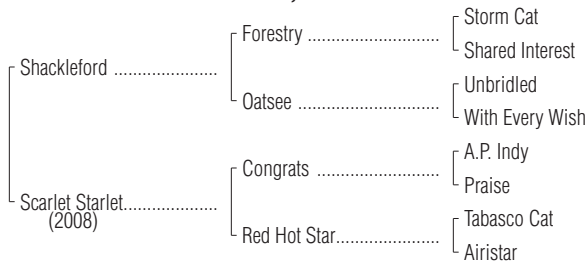 Storm Cat
Forestry ........................
Shared Interest
Shackleford ...................
Unbridled
Oatsee ..........................
With Every Wish
A.P. Indy
Congrats ......................
Praise
Scarlet Starlet.................
(2008)
Tabasco Cat
Red Hot Star...................
Airistar